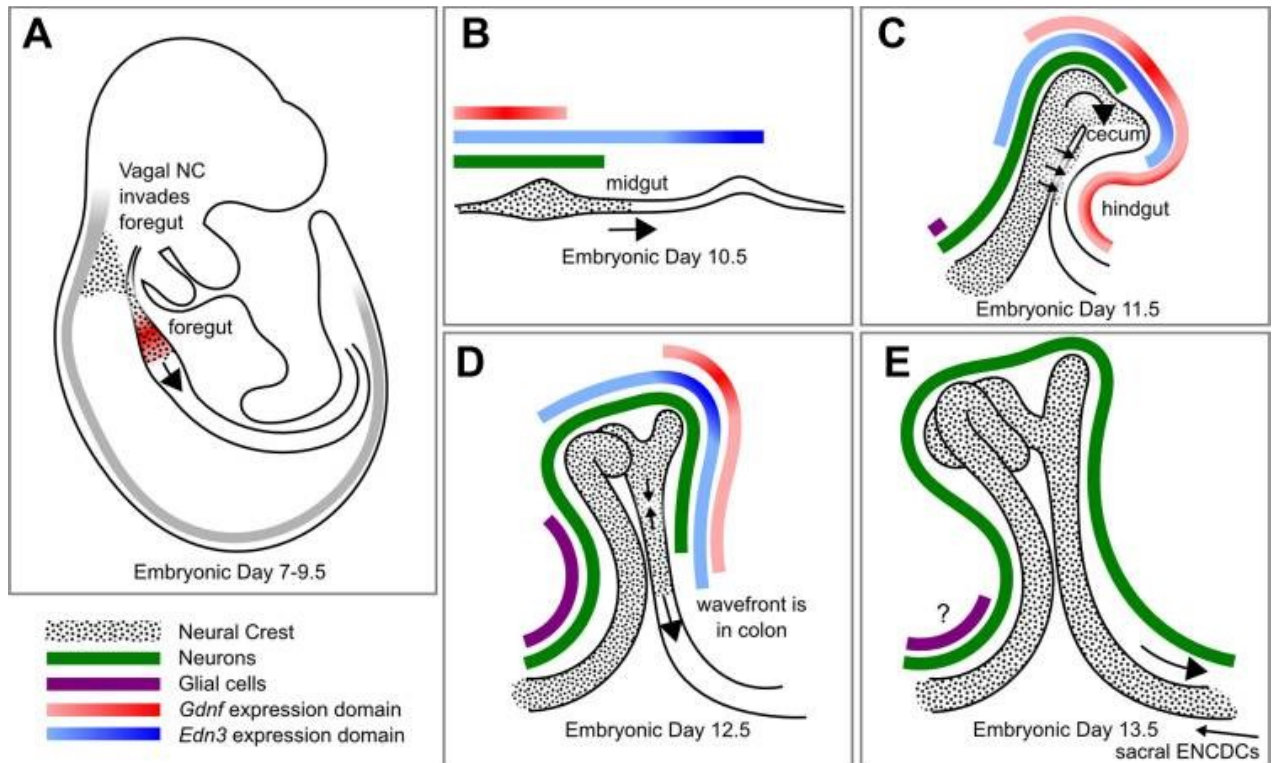 A
Vagal NC
invades
foregut
foregut
Embryonic Day 7-9.5
B
midgut
Embryonic Day 10.5
C
cecum
hindgut
Embryonic Day 11.5
D
wavefront is
in colon
Embryonic Day 12.5
E
?
Embryonic Day 13.5
sacral ENCDCs
Neural Crest
Neurons
Glial cells
Gdnf expression domain
Edn3 expression domain